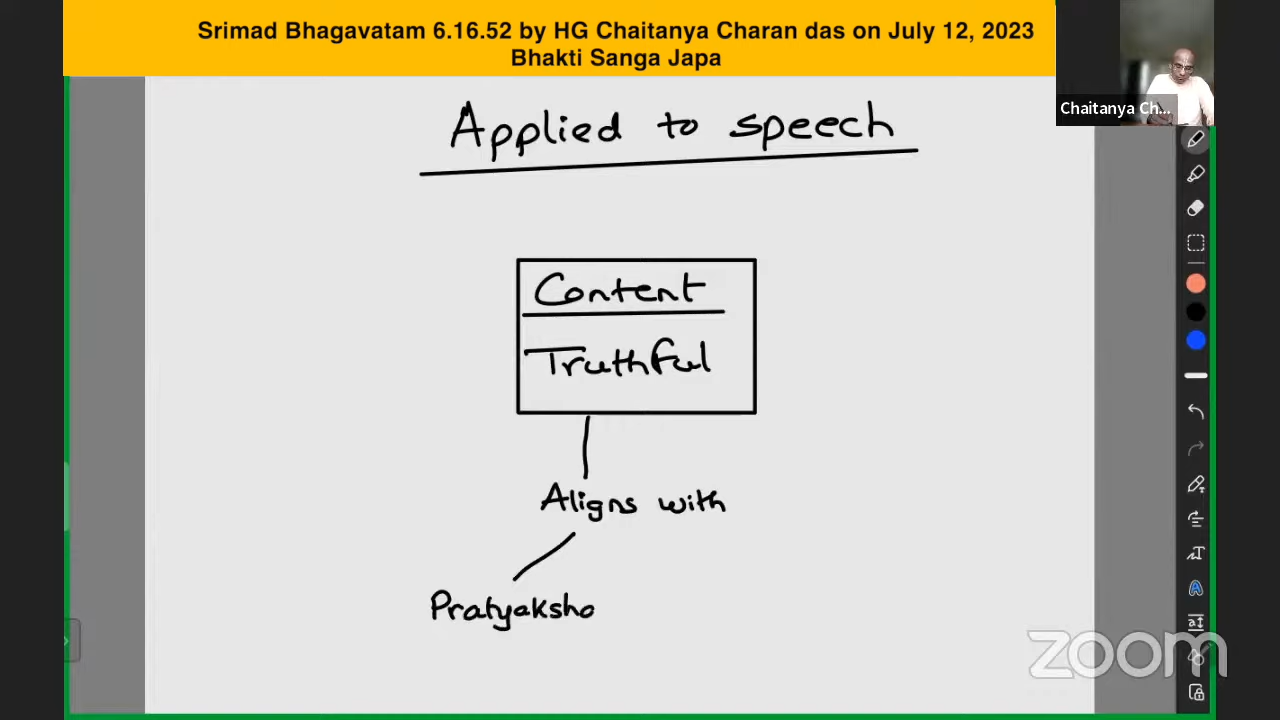 Srimad Bhagavatam 6.16.52 by HG Chaitanya Charan das on July 12, 2023
Bhakti Sanga Japa
Chaitanya Ch...
Applied to speech
Content
Truthful
Aligns with
Pratyaksha
zoom